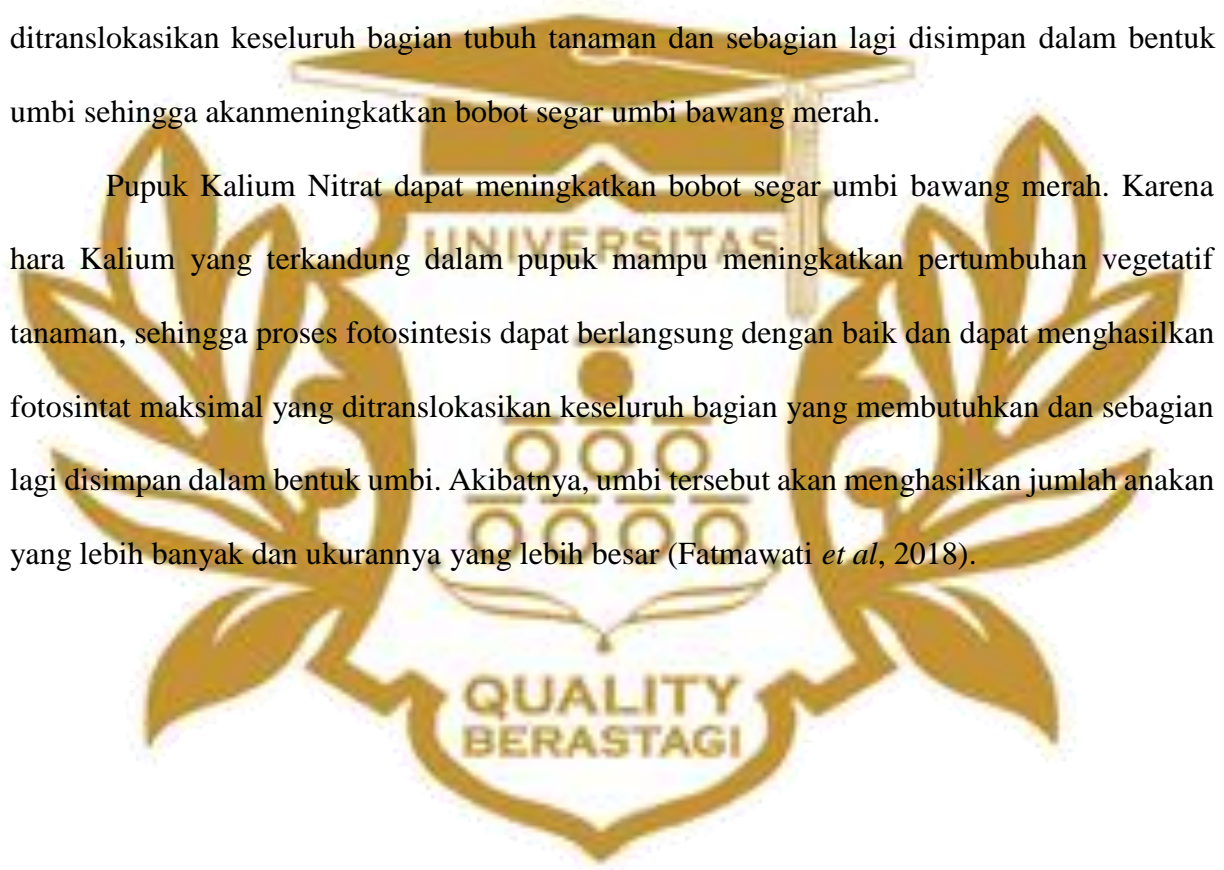 ditranslokasikan keseluruh bagian tubuh tanaman dan sebagian lagi disimpan dalam bentuk
umbi sehingga akanmeningkatkan bobot segar umbi bawang merah.
Pupuk Kalium Nitrat dapat meningkatkan bobot segar umbi bawang merah. Karena
UNIVERSITAS
hara Kalium yang terkandung dalam pupuk mampu meningkatkan pertumbuhan vegetatif
tanaman, sehingga proses fotosintesis dapat berlangsung dengan baik dan dapat menghasilkan
fotosintat maksimal yang ditranslokasikan keseluruh bagian yang membutuhkan dan sebagian
lagi disimpan dalam bentuk umbi. Akibatnya, umbi tersebut akan menghasilkan jumlah anakan
yang lebih banyak dan ukurannya yang lebih besar (Fatmawati et al, 2018).
QUALITY
BERASTAGI